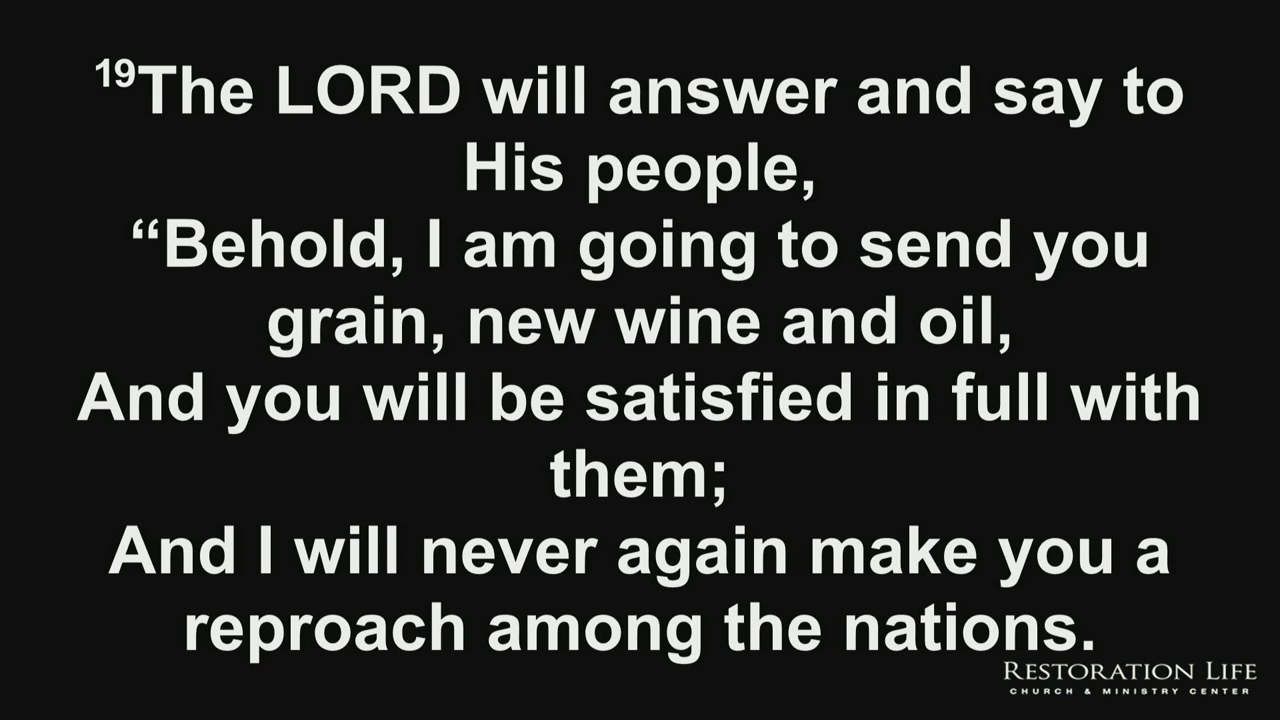 ¹⁹The LORD will answer and say to
His people,
“Behold, I am going to send you
grain, new wine and oil,
And you will be satisfied in full with
them;
And I will never again make you a
reproach among the nations.
RESTORATION LIFE
CHURCH & MINISTRY CENTER